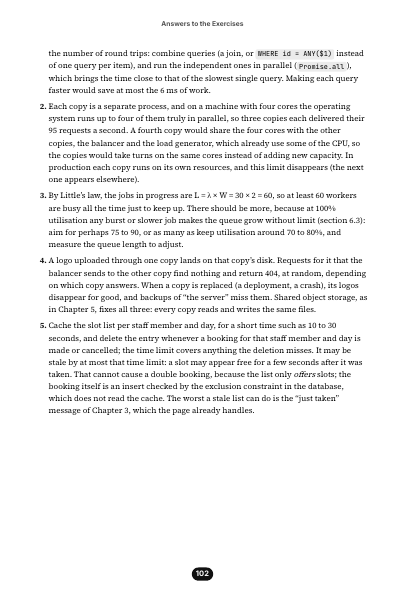 Answers to the Exercises
the number of round trips: combine queries (a join, or WHERE id = ANY($1) instead
of one query per item), and run the independent ones in parallel ( Promise.all ),
which brings the time close to that of the slowest single query. Making each query
faster would save at most the 6 ms of work.
2. Each copy is a separate process, and on a machine with four cores the operating
system runs up to four of them truly in parallel, so three copies each delivered their
95 requests a second. A fourth copy would share the four cores with the other
copies, the balancer and the load generator, which already use some of the CPU, so
the copies would take turns on the same cores instead of adding new capacity. In
production each copy runs on its own resources, and this limit disappears (the next
one appears elsewhere).
3. By Little's law, the jobs in progress are L = λ × W = 30 × 2 = 60, so at least 60 workers
are busy all the time just to keep up. There should be more, because at 100%
utilisation any burst or slower job makes the queue grow without limit (section 6.3):
aim for perhaps 75 to 90, or as many as keep utilisation around 70 to 80%, and
measure the queue length to adjust.
4. A logo uploaded through one copy lands on that copy's disk. Requests for it that the
balancer sends to the other copy find nothing and return 404, at random, depending
on which copy answers. When a copy is replaced (a deployment, a crash), its logos
disappear for good, and backups of “the server” miss them. Shared object storage, as
in Chapter 5, fixes all three: every copy reads and writes the same files.
5. Cache the slot list per staff member and day, for a short time such as 10 to 30
seconds, and delete the entry whenever a booking for that staff member and day is
made or cancelled; the time limit covers anything the deletion misses. It may be
stale by at most that time limit: a slot may appear free for a few seconds after it was
taken. That cannot cause a double booking, because the list only offers slots; the
booking itself is an insert checked by the exclusion constraint in the database,
which does not read the cache. The worst a stale list can do is the “just taken”
message of Chapter 3, which the page already handles.
102